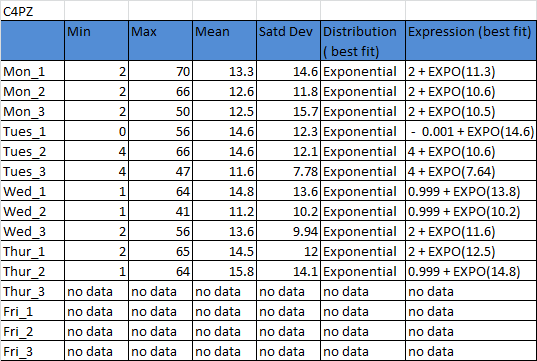 C4PZ
Min Max Mean Satd Dev Distribution ( best fit) Expression (best fit)
Mon_1 2 70 13.3 14.6 Exponential 2 + EXPO(11.3)
Mon_2 2 66 12.6 11.8 Exponential 2 + EXPO(10.6)
Mon_3 2 50 12.5 15.7 Exponential 2 + EXPO(10.5)
Tues_1 0 56 14.6 12.3 Exponential - 0.001 + EXPO(14.6)
Tues_2 4 66 14.6 12.1 Exponential 4 + EXPO(10.6)
Tues_3 4 47 11.6 7.78 Exponential 4 + EXPO(7.64)
Wed_1 1 64 14.8 13.6 Exponential 0.999 + EXPO(13.8)
Wed_2 1 41 11.2 10.2 Exponential 0.999 + EXPO(10.2)
Wed_3 2 56 13.6 9.94 Exponential 2 + EXPO(11.6)
Thur_1 2 65 14.5 12 Exponential 2 + EXPO(12.5)
Thur_2 1 64 15.8 14.1 Exponential 0.999 + EXPO(14.8)
Thur_3 no data no data no data no data no data no data
Fri_1 no data no data no data no data no data no data
Fri_2 no data no data no data no data no data no data
Fri_3 no data no data no data no data no data no data